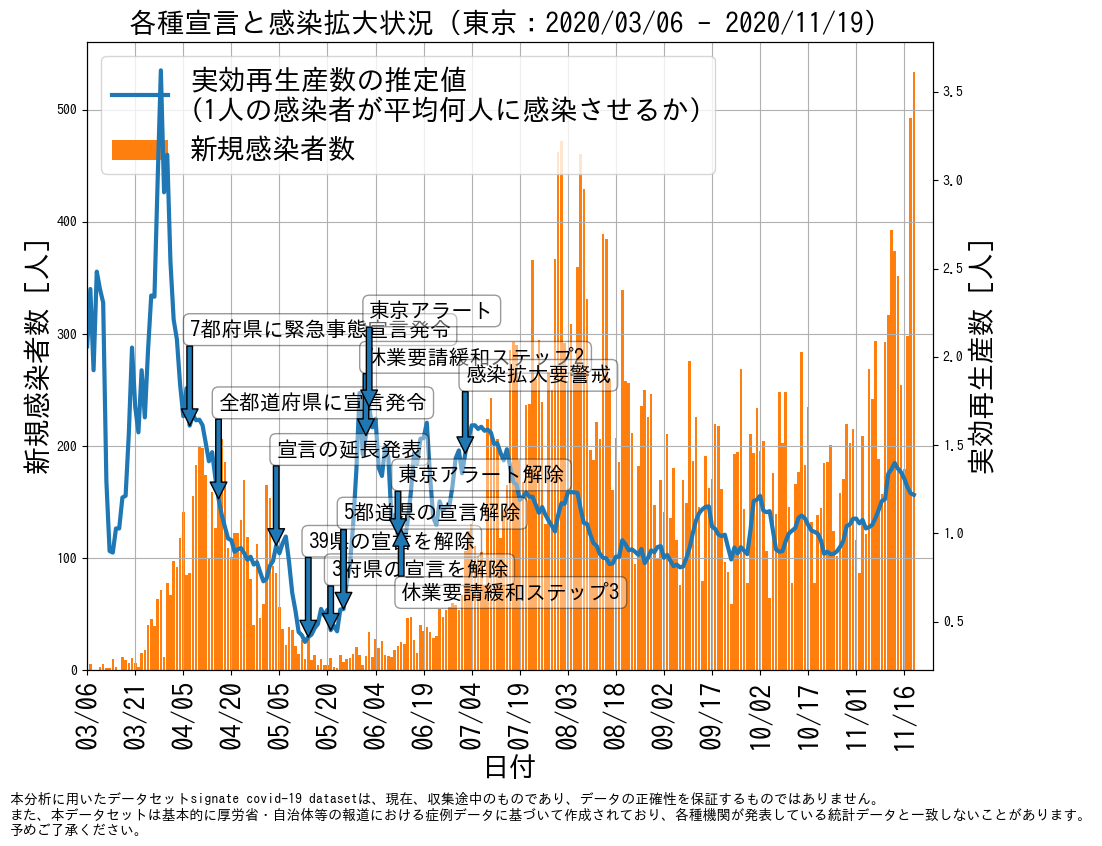 各種宣言と感染拡大状況 (東京：2020/03/06 - 2020/11/19)
実効再生産数の推定値
(1人の感染者が平均何人に感染させるか)
新規感染者数
新規感染者数 [人]
500
400
300
200
100
0
東京アラート
7都府県に緊急事態宣言発令
休業要請緩和ステップ2
感染拡大要警戒
全都道府県に宣言発令
宣言の延長発表
東京アラート解除
5都道県の宣言解除
39県の宣言を解除
3府県の宣言を解除
休業要請緩和ステップ3
3.5
3.0
2.5
2.0
1.5
1.0
0.5
実効再生産数 [人]
03/06
03/21
04/05
04/20
05/05
05/20
06/04
06/19
07/04
07/19
08/03
08/18
09/02
09/17
10/02
10/17
11/01
11/16
日付
本分析に用いたデータセットsignate covid-19 datasetは、現在、収集途中のものであり、データの正確性を保証するものではありません。
また、本データセットは基本的に厚労省・自治体等の報道における症例データに基づいて作成されており、各種機関が発表している統計データと一致しないことがあります。
予めご了承ください。